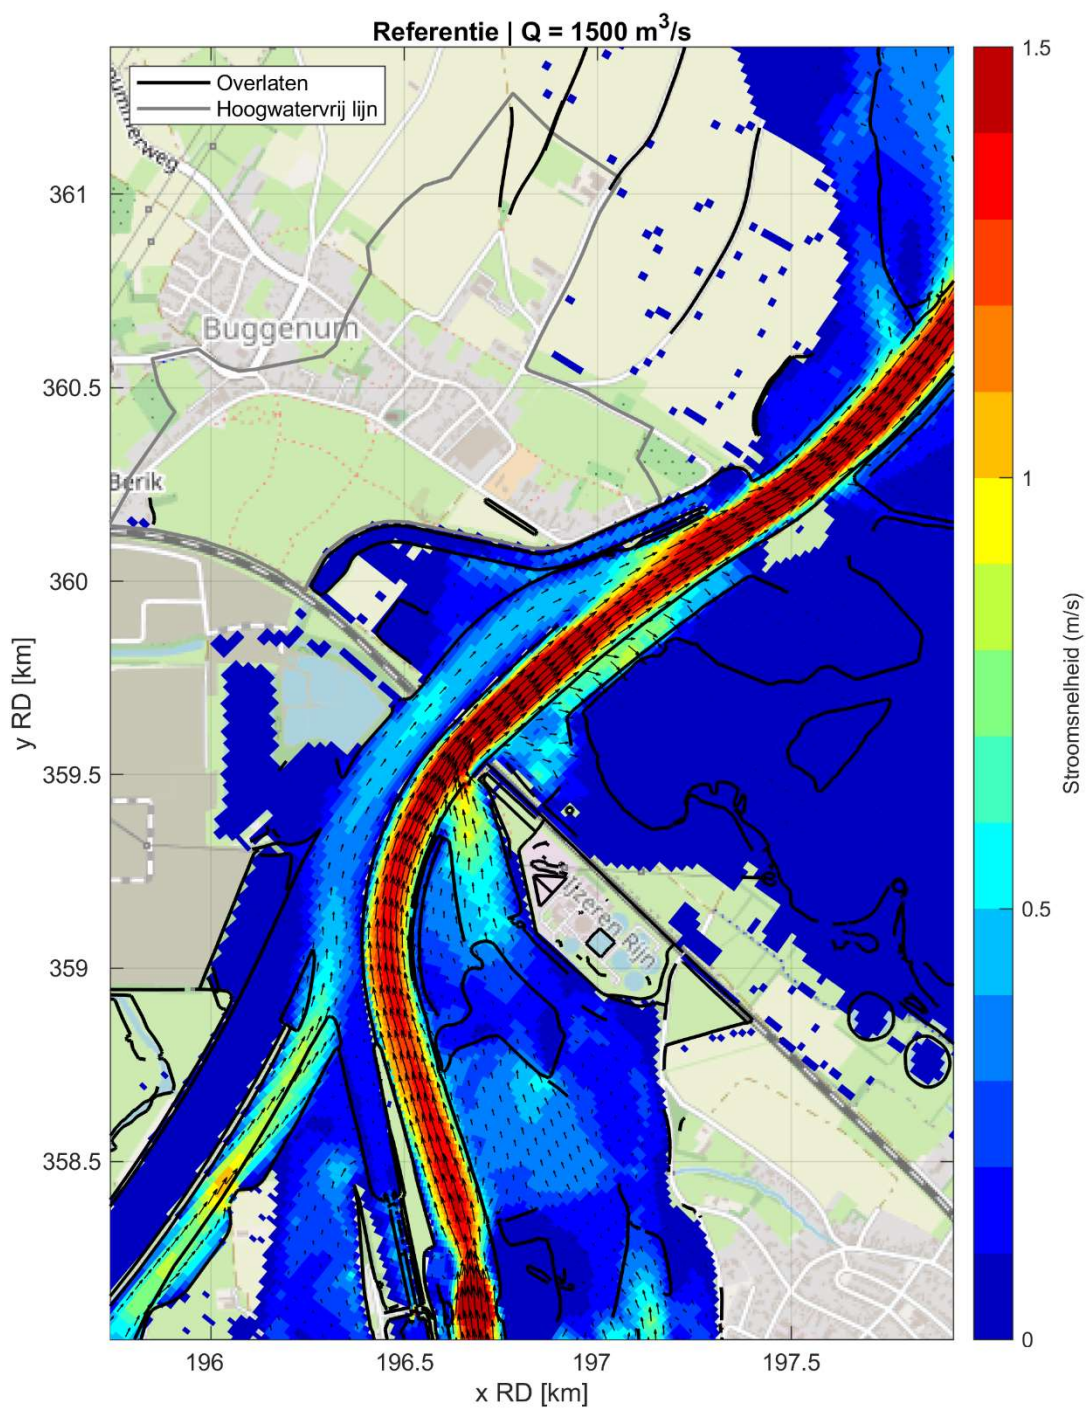 Referentie | Q = 1500 m³/s
Overlaten
Hoogwatervrij lijn
Buggenum
Berik
IJzeren Rijn
361
360.5
360
359.5
359
358.5
y RD [km]
196
196.5
197
197.5
x RD [km]
1.5
1
0.5
0
Stroomsnelheid (m/s)